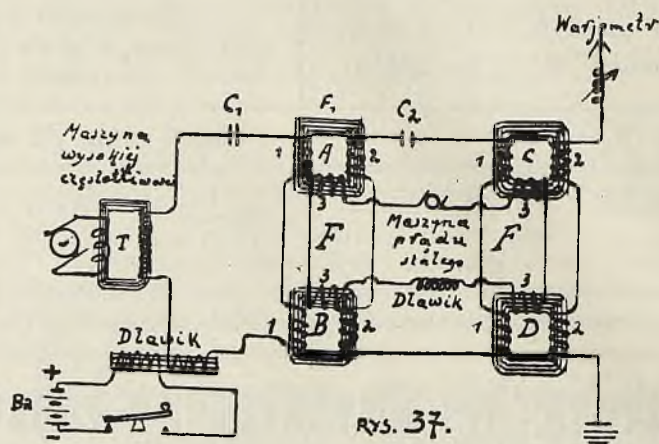 Warjometr
C₁
F₁
C₂
Maszyna
wysokiej
częstotliwości
1
A
2
3
1
C
2
3
T
F
Maszyna
prądu
stałego
F
3
Dławik
3
Dławik
1
B
2
1
D
2
+
Ba
-
RYS. 37.